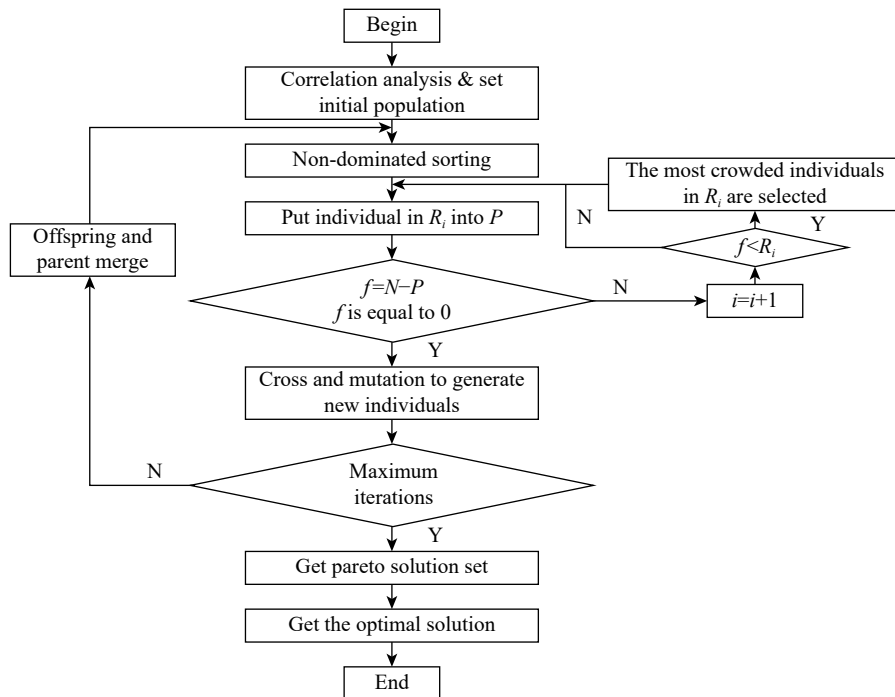 Begin
Correlation analysis & set
initial population
Non-dominated sorting
The most crowded individuals
in Ri are selected
Put individual in Ri into P
N
Y
Offspring and
parent merge
f<Ri
f=N−P
f is equal to 0
N
i=i+1
Y
Cross and mutation to generate
new individuals
N
Maximum
iterations
Y
Get pareto solution set
Get the optimal solution
End